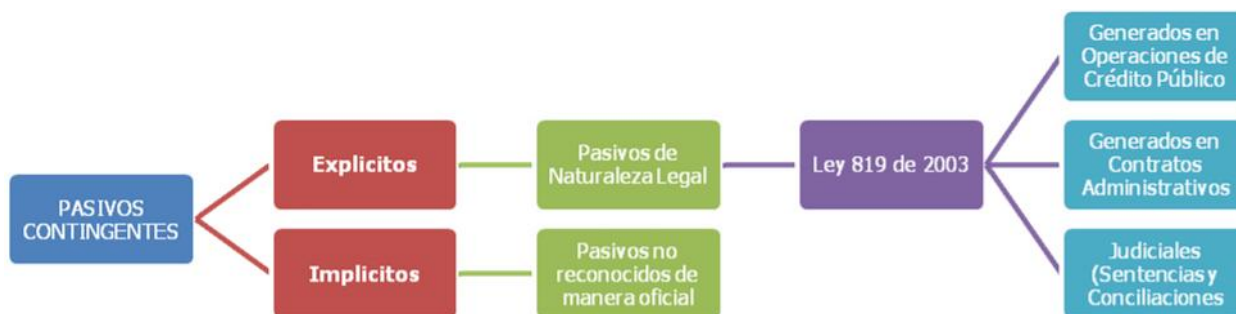 PASIVOS
CONTINGENTES
Explicitos
Implicitos
Pasivos de
Naturaleza Legal
Pasivos no
reconocidos de
manera oficial
Ley 819 de 2003
Generados en
Operaciones de
Crédito Público
Generados en
Contratos
Administrativos
Judiciales
(Sentencias y
Conciliaciones